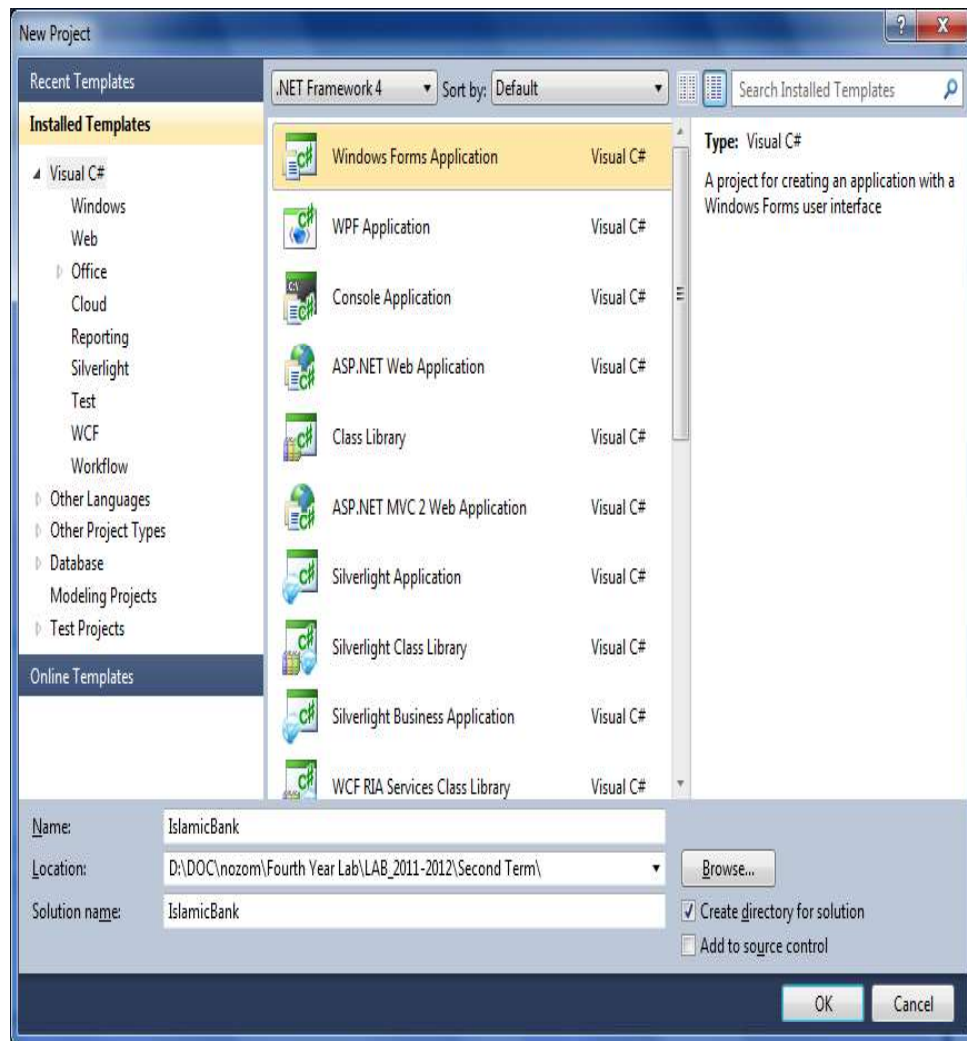 New Project
Recent Templates
Installed Templates
Visual C#
Windows
Web
Office
Cloud
Reporting
Silverlight
Test
WCF
Workflow
Other Languages
Other Project Types
Database
Modeling Projects
Test Projects
Online Templates
.NET Framework 4
Sort by: Default
Search Installed Templates
Windows Forms Application Visual C#
WPF Application Visual C#
Console Application Visual C#
ASP.NET Web Application Visual C#
Class Library Visual C#
ASP.NET MVC 2 Web Application Visual C#
Silverlight Application Visual C#
Silverlight Class Library Visual C#
Silverlight Business Application Visual C#
WCF RIA Services Class Library Visual C#
Type: Visual C#
A project for creating an application with a
Windows Forms user interface
Name: IslamicBank
Location: D:\DOC\nozom\Fourth Year Lab\LAB_2011-2012\Second Term\
Browse...
Solution name: IslamicBank
Create directory for solution
Add to source control
OK Cancel